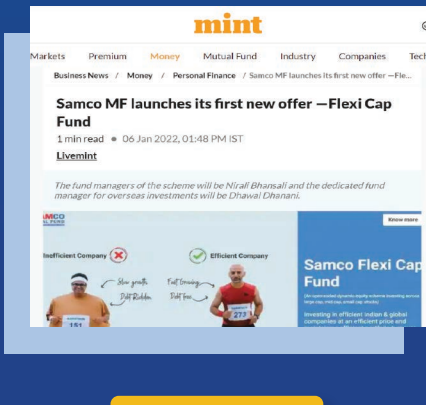 mint
Markets Premium Money Mutual Fund Industry Companies Tech
Business News / Money / Personal Finance / Samco MF launches its first new offer —Fle...
Samco MF launches its first new offer —Flexi Cap
Fund
1 min read • 06 Jan 2022, 01:48 PM IST
Livemint
The fund managers of the scheme will be Nirali Bhansali and the dedicated fund
manager for overseas investments will be Dhawal Dhanani.
Know more
Inefficient Company
Efficient Company
Slow growth
Debt Ridden
Fast Growing
Debt free
151
277
Samco Flexi Cap
Fund
Investing in efficient Indian & global
companies at an efficient price and